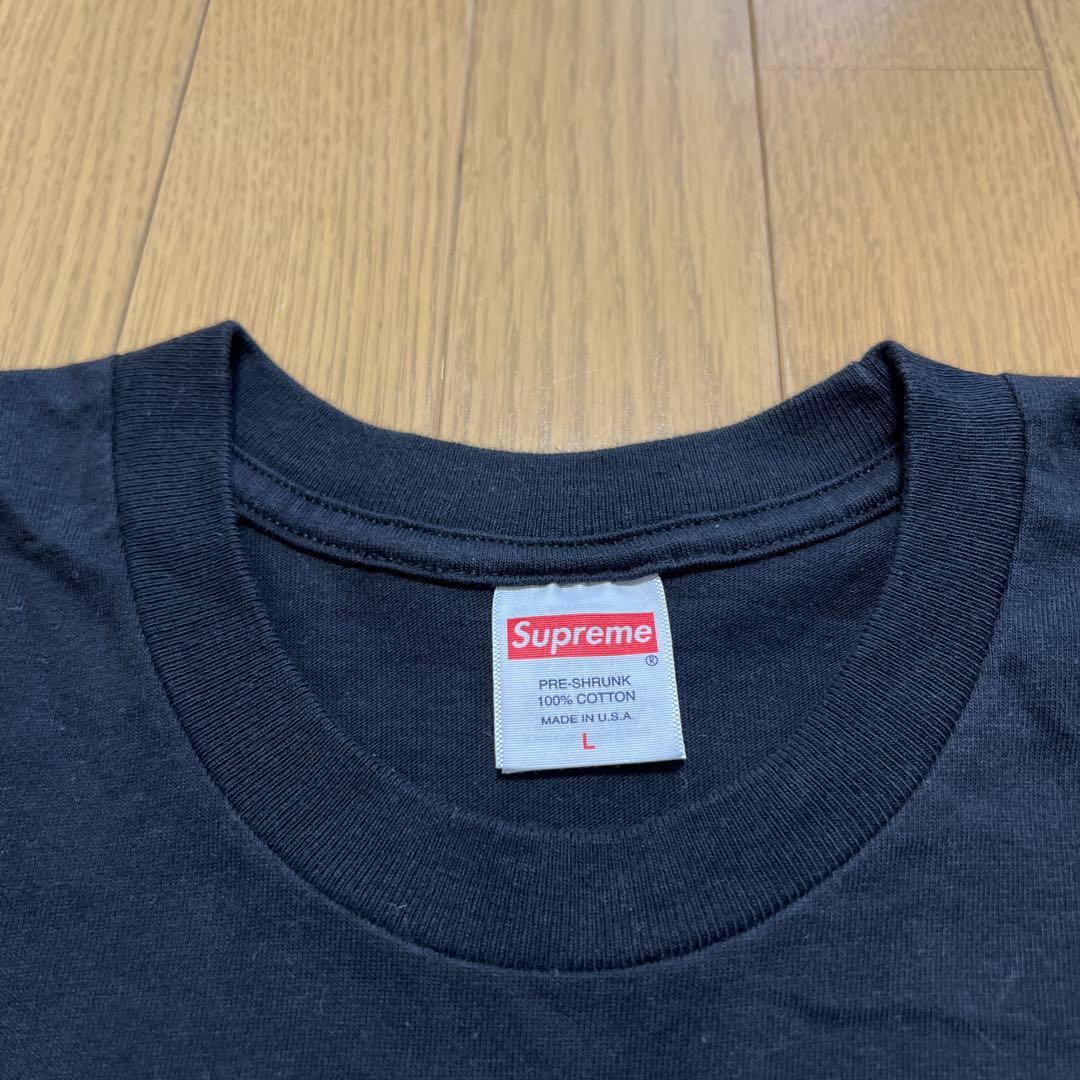 Supreme
®
PRE-SHRUNK
100% COTTON
MADE IN U.S.A.
L